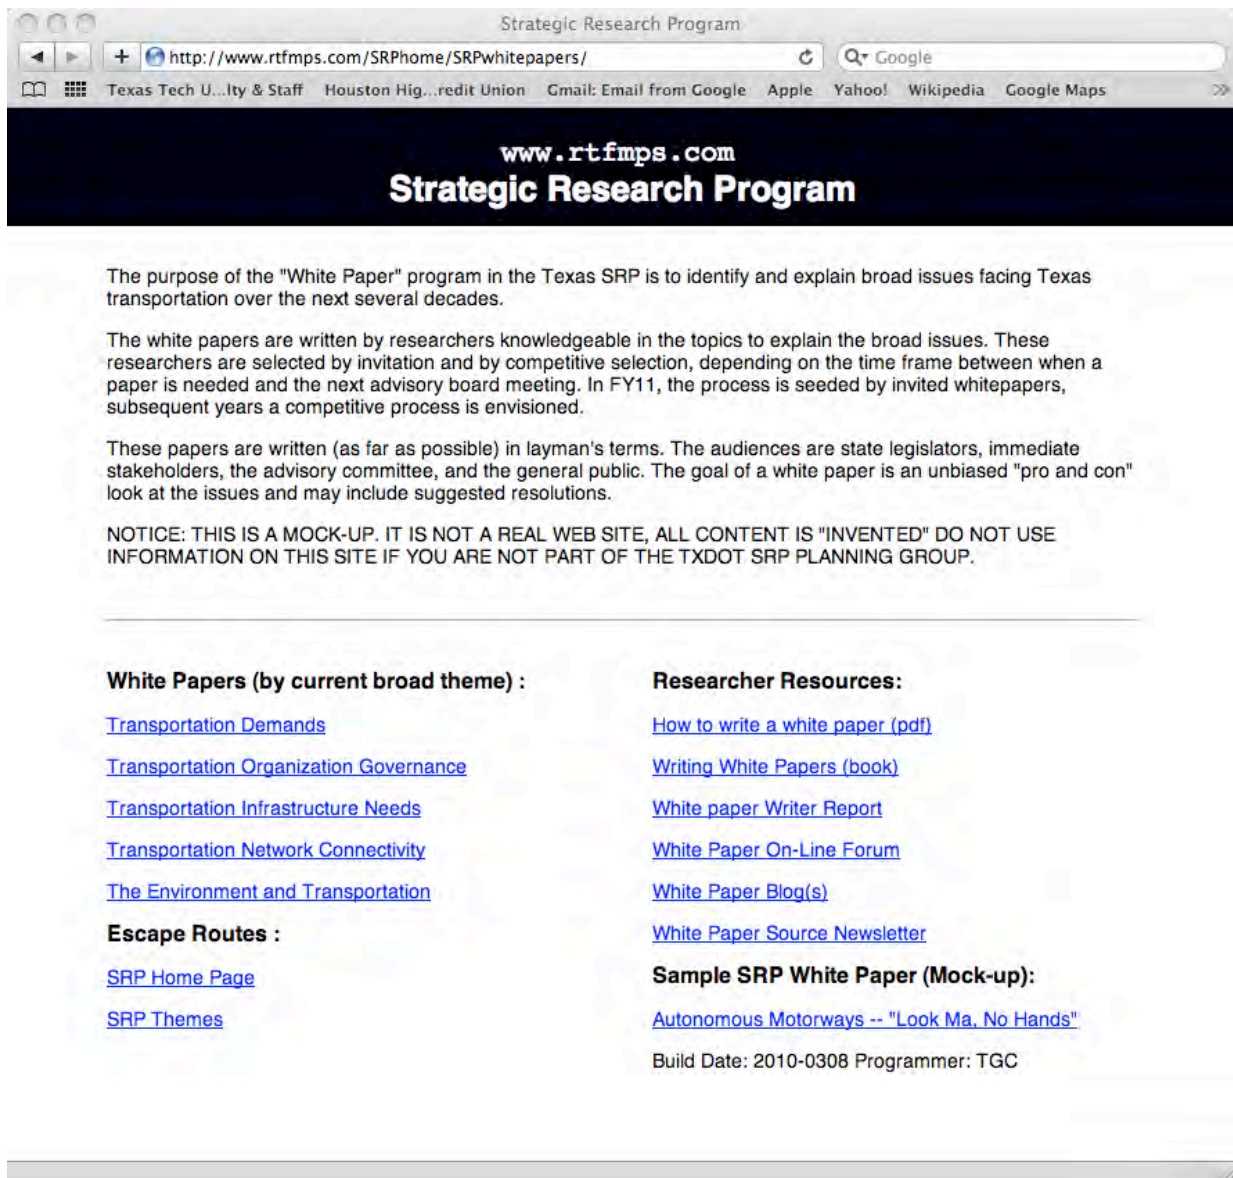 Strategic Research Program
http://www.rtfmps.com/SRPhome/SRPwhitepapers/
Google
Texas Tech U...lty & Staff Houston Hig...redit Union Gmail: Email from Google Apple Yahoo! Wikipedia Google Maps
www.rtfmps.com
Strategic Research Program
The purpose of the "White Paper" program in the Texas SRP is to identify and explain broad issues facing Texas
transportation over the next several decades.
The white papers are written by researchers knowledgeable in the topics to explain the broad issues. These
researchers are selected by invitation and by competitive selection, depending on the time frame between when a
paper is needed and the next advisory board meeting. In FY11, the process is seeded by invited whitepapers,
subsequent years a competitive process is envisioned.
These papers are written (as far as possible) in layman's terms. The audiences are state legislators, immediate
stakeholders, the advisory committee, and the general public. The goal of a white paper is an unbiased "pro and con"
look at the issues and may include suggested resolutions.
NOTICE: THIS IS A MOCK-UP. IT IS NOT A REAL WEB SITE, ALL CONTENT IS "INVENTED" DO NOT USE
INFORMATION ON THIS SITE IF YOU ARE NOT PART OF THE TXDOT SRP PLANNING GROUP.
White Papers (by current broad theme) :
Transportation Demands
Transportation Organization Governance
Transportation Infrastructure Needs
Transportation Network Connectivity
The Environment and Transportation
Escape Routes :
SRP Home Page
SRP Themes
Researcher Resources:
How to write a white paper (pdf)
Writing White Papers (book)
White paper Writer Report
White Paper On-Line Forum
White Paper Blog(s)
White Paper Source Newsletter
Sample SRP White Paper (Mock-up):
Autonomous Motorways -- "Look Ma, No Hands"
Build Date: 2010-0308 Programmer: TGC